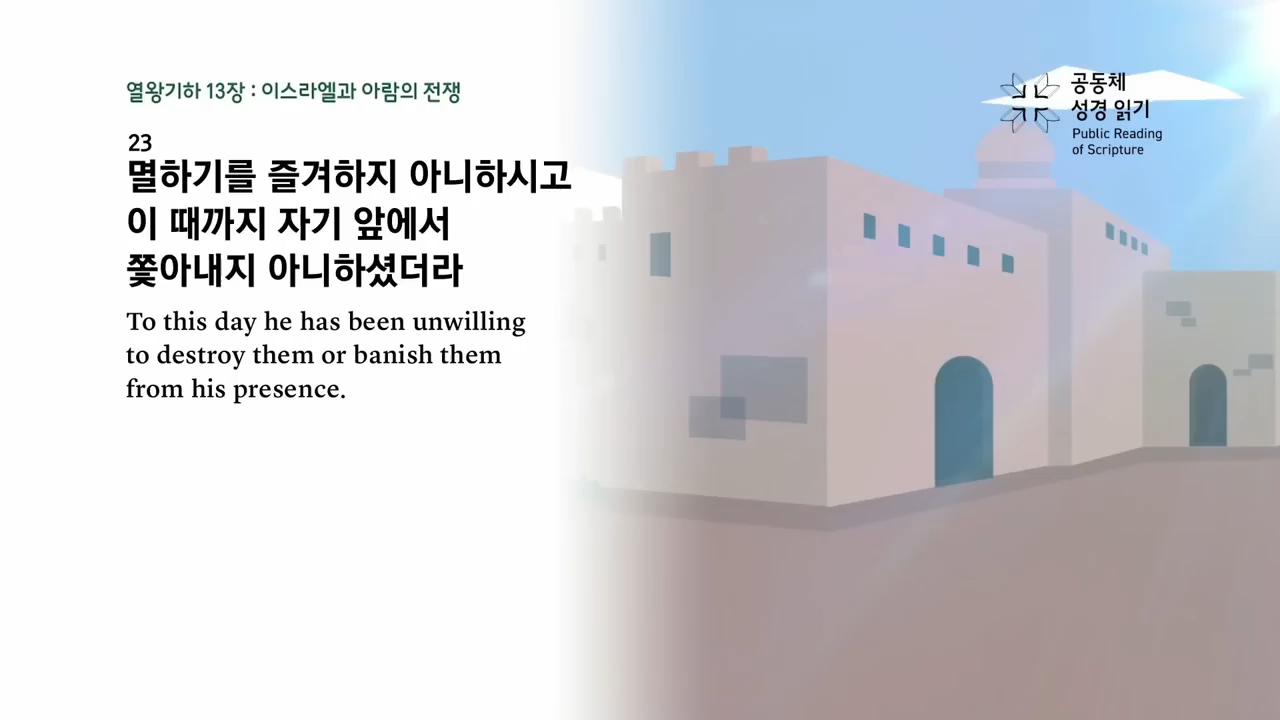 열왕기하 13장 : 이스라엘과 아람의 전쟁
23
멸하기를 즐겨하지 아니하시고
이 때까지 자기 앞에서
쫓아내지 아니하셨더라
To this day he has been unwilling
to destroy them or banish them
from his presence.
공동체
성경 읽기
Public Reading
of Scripture